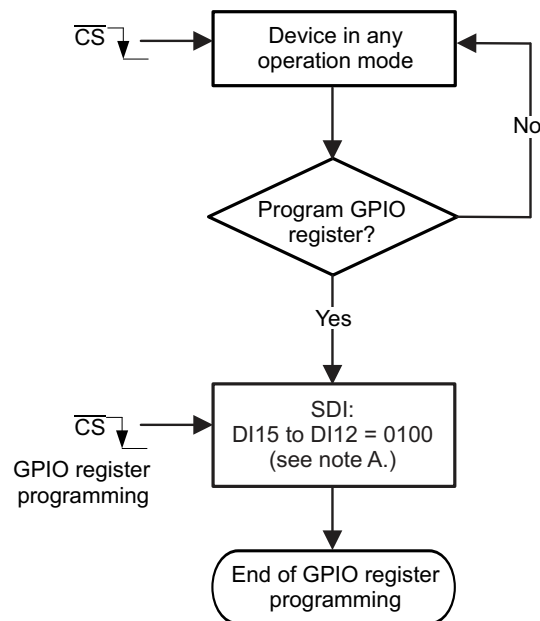 CS
Device in any
operation mode
No
Program GPIO
register?
Yes
CS
GPIO register
programming
SDI:
DI15 to DI12 = 0100
(see note A.)
End of GPIO register
programming